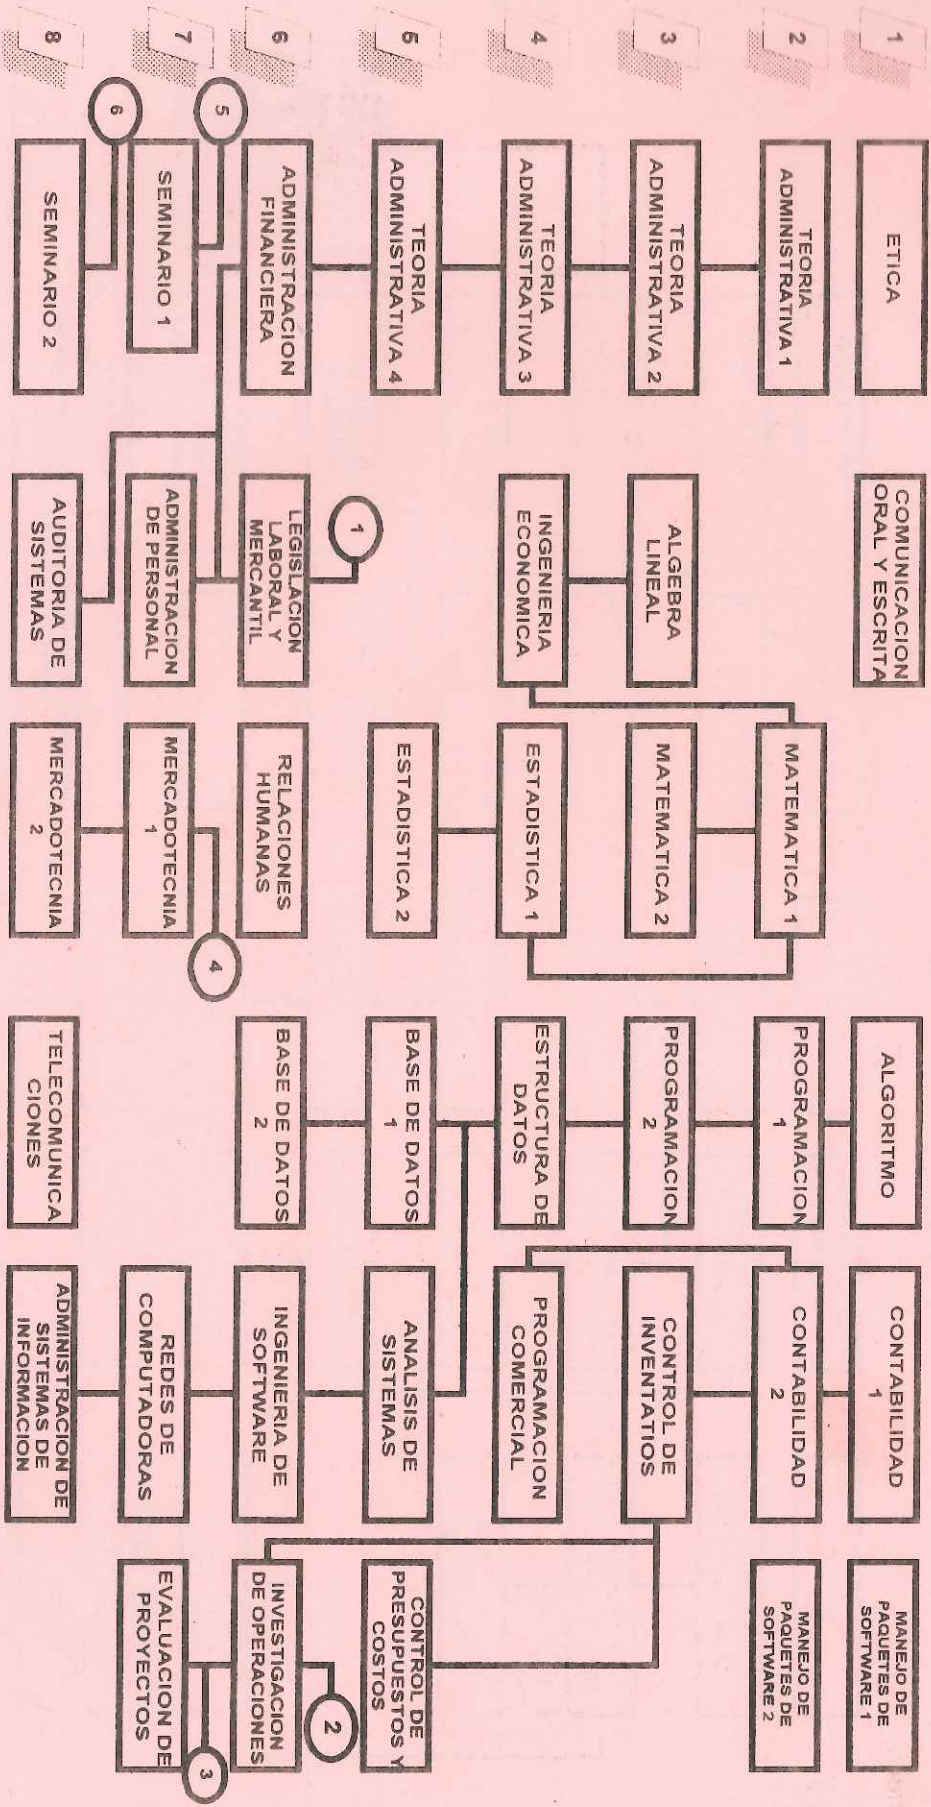 1
ETICA
COMUNICACION
ORAL Y ESCRITA
ALGORITMO
CONTABILIDAD
1
MANEJO DE
PAQUETES DE
SOFTWARE 1
2
TEORIA
ADMINISTRATIVA 1
MATEMATICA 1
PROGRAMACION
1
CONTABILIDAD
2
MANEJO DE
PAQUETES DE
SOFTWARE 2
3
TEORIA
ADMINISTRATIVA 2
ALGEBRA
LINEAL
MATEMATICA 2
PROGRAMACION
2
CONTROL DE
INVENTATIOS
4
TEORIA
ADMINISTRATIVA 3
INGENIERIA
ECONOMICA
ESTADISTICA 1
ESTRUCTURA DE
DATOS
PROGRAMACION
COMERCIAL
5
TEORIA
ADMINISTRATIVA 4
1
ESTADISTICA 2
BASE DE DATOS
1
ANALISIS DE
SISTEMAS
CONTROL DE
PRESUPUESTOS Y
COSTOS
2
6
ADMINISTRACION
FINANCIERA
LEGISLACION
LABORAL Y
MERCANTIL
RELACIONES
HUMANAS
BASE DE DATOS
2
INGENIERIA DE
SOFTWARE
INVESTIGACION
DE OPERACIONES
5
4
3
7
SEMINARIO 1
ADMINISTRACION
DE PERSONAL
MERCADOTECNIA
1
REDES DE
COMPUTADORAS
EVALUACION DE
PROYECTOS
6
8
SEMINARIO 2
AUDITORIA DE
SISTEMAS
MERCADOTECNIA
2
TELECOMUNICA
CIONES
ADMINISTRACION DE
SISTEMAS DE
INFORMACION